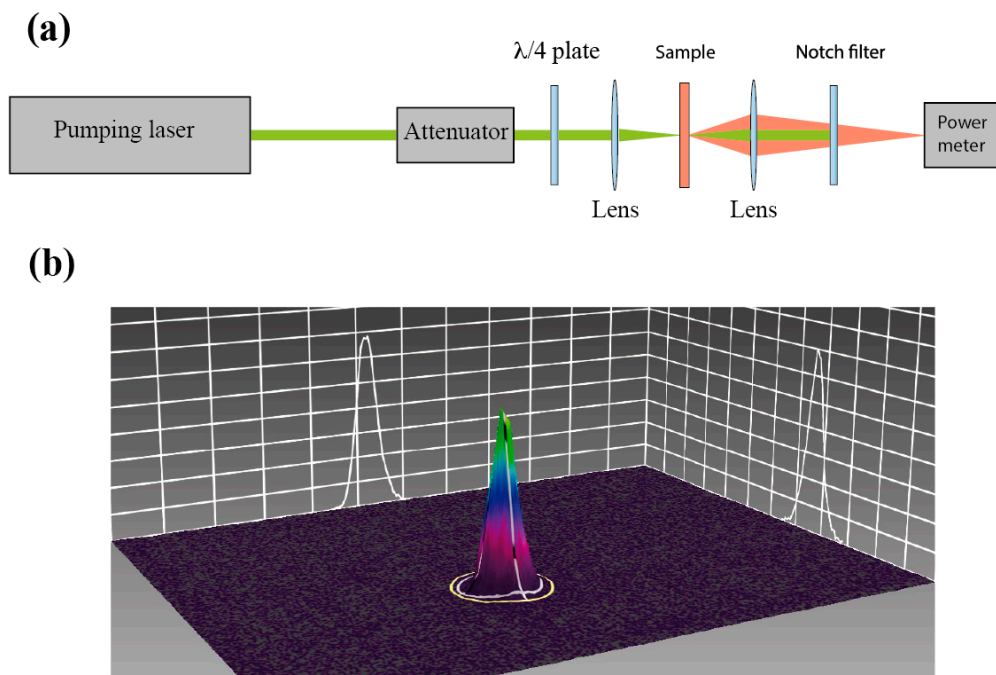 (a)
λ/4 plate
Sample
Notch filter
Pumping laser
Attenuator
Power
meter
Lens
Lens
(b)